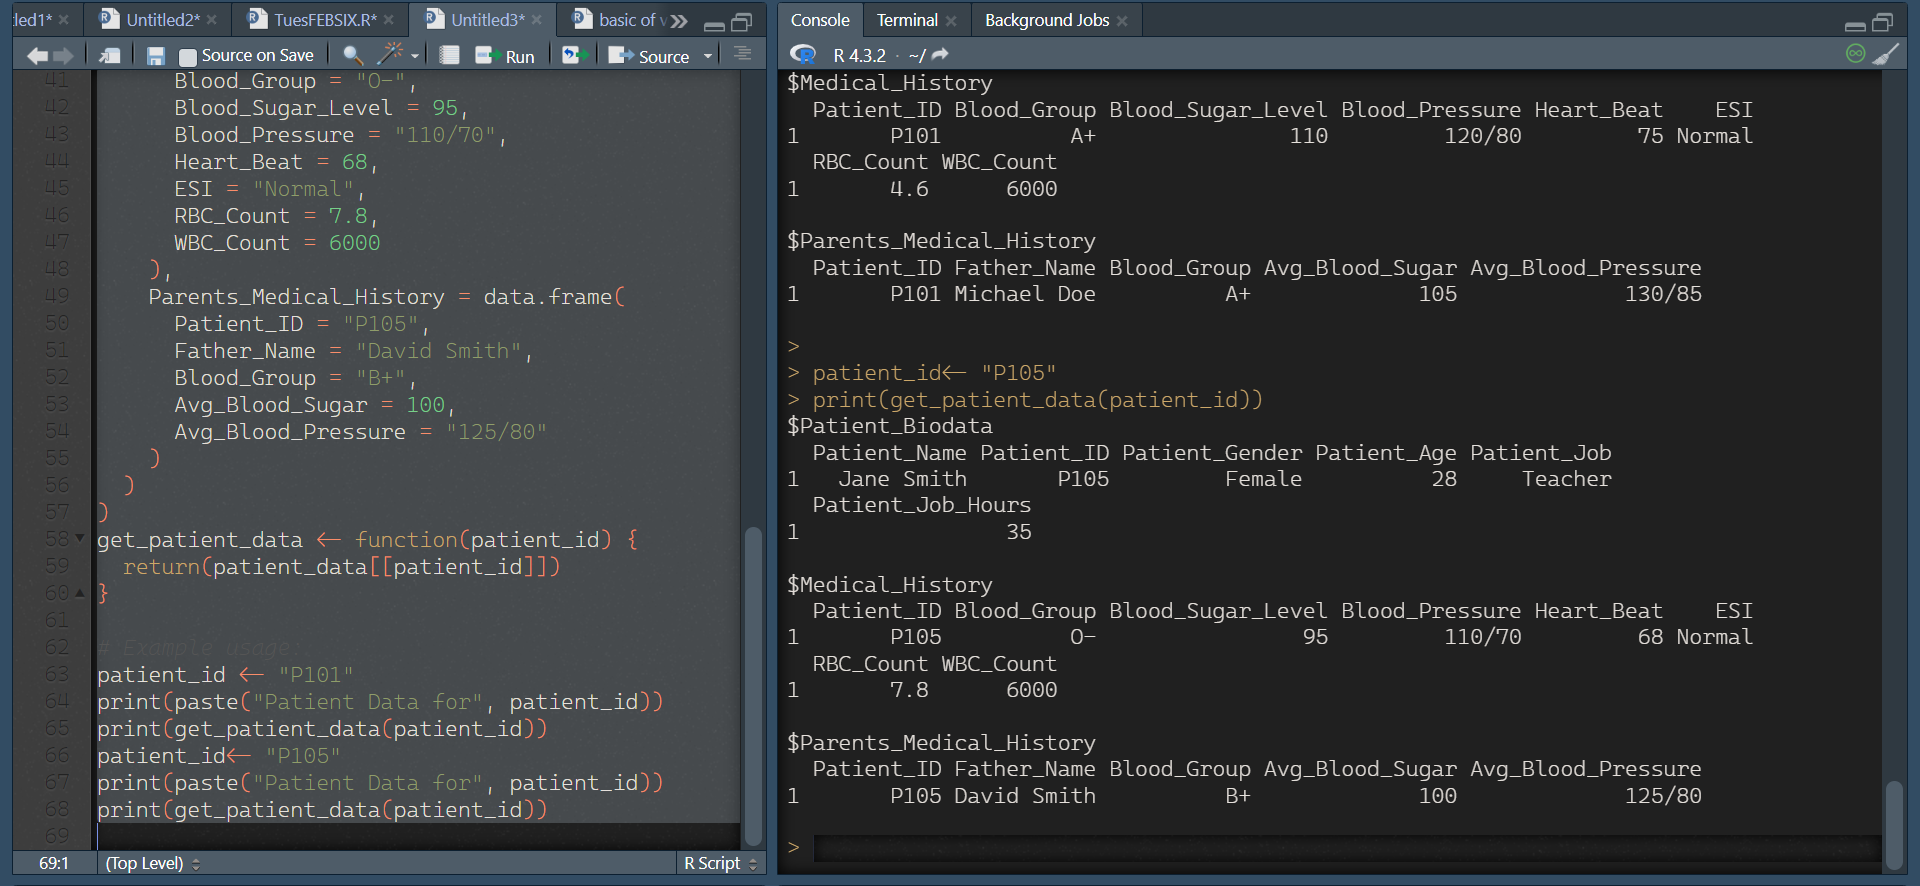 tled1* × Untitled2* × TuesFEBSIX.R* × Untitled3* × basic of v
Source on Save Run Source
41 Blood_Group = "O-",
42 Blood_Sugar_Level = 95,
43 Blood_Pressure = "110/70",
44 Heart_Beat = 68,
45 ESI = "Normal",
46 RBC_Count = 7.8,
47 WBC_Count = 6000
48 ),
49 Parents_Medical_History = data.frame(
50 Patient_ID = "P105",
51 Father_Name = "David Smith",
52 Blood_Group = "B+",
53 Avg_Blood_Sugar = 100,
54 Avg_Blood_Pressure = "125/80"
55 )
56 )
57 )
58 get_patient_data <- function(patient_id) {
59 return(patient_data[[patient_id]])
60 }
61
62 # Example usage:
63 patient_id <- "P101"
64 print(paste("Patient Data for", patient_id))
65 print(get_patient_data(patient_id))
66 patient_id<- "P105"
67 print(paste("Patient Data for", patient_id))
68 print(get_patient_data(patient_id))
69
69:1 (Top Level) R Script
Console Terminal × Background Jobs ×
R 4.3.2 · ~/
$Medical_History
Patient_ID Blood_Group Blood_Sugar_Level Blood_Pressure Heart_Beat ESI
1 P101 A+ 110 120/80 75 Normal
RBC_Count WBC_Count
1 4.6 6000
$Parents_Medical_History
Patient_ID Father_Name Blood_Group Avg_Blood_Sugar Avg_Blood_Pressure
1 P101 Michael Doe A+ 105 130/85
>
> patient_id<- "P105"
> print(get_patient_data(patient_id))
$Patient_Biodata
Patient_Name Patient_ID Patient_Gender Patient_Age Patient_Job
1 Jane Smith P105 Female 28 Teacher
Patient_Job_Hours
1 35
$Medical_History
Patient_ID Blood_Group Blood_Sugar_Level Blood_Pressure Heart_Beat ESI
1 P105 O- 95 110/70 68 Normal
RBC_Count WBC_Count
1 7.8 6000
$Parents_Medical_History
Patient_ID Father_Name Blood_Group Avg_Blood_Sugar Avg_Blood_Pressure
1 P105 David Smith B+ 100 125/80
>